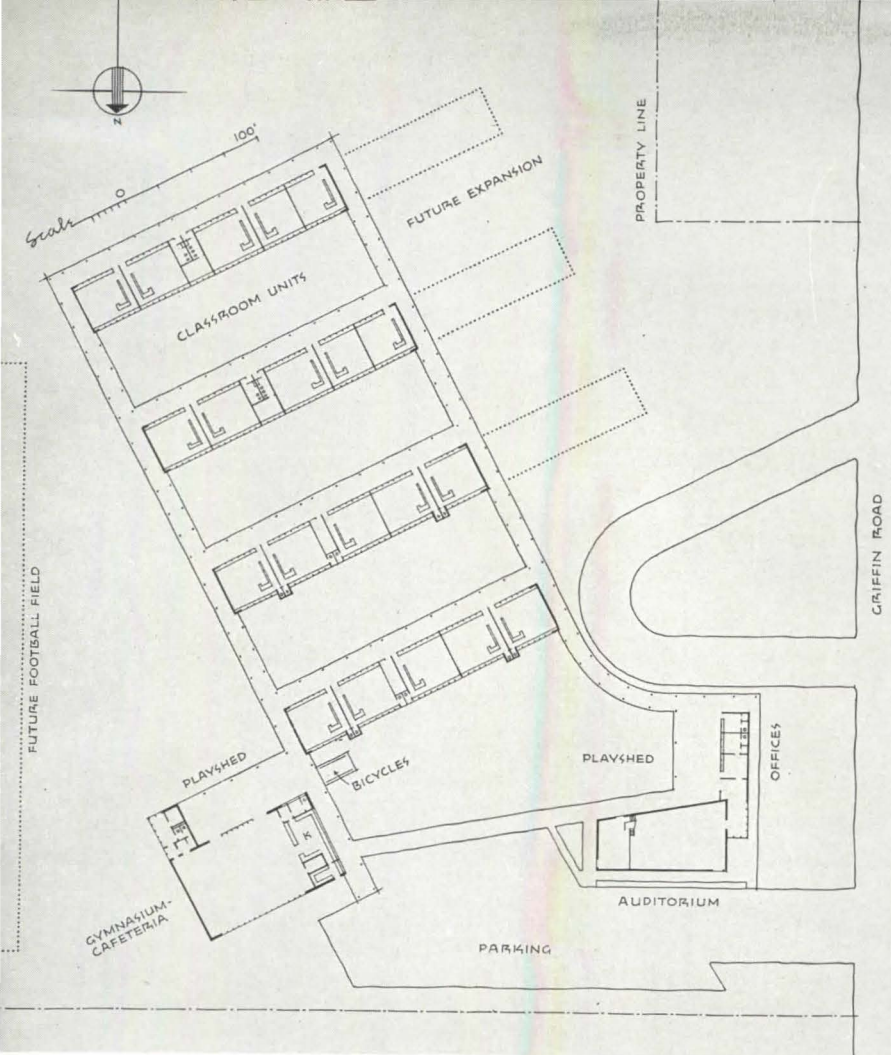 N
100'
0
Scale
PROPERTY LINE
FUTURE EXPANSION
CLASSROOM UNITS
GRIFFIN ROAD
FUTURE FOOTBALL FIELD
PLAYSHED
PLAYSHED
OFFICES
BICYCLES
K
AUDITORIUM
GYMNASIUM-
CAFETERIA
PARKING